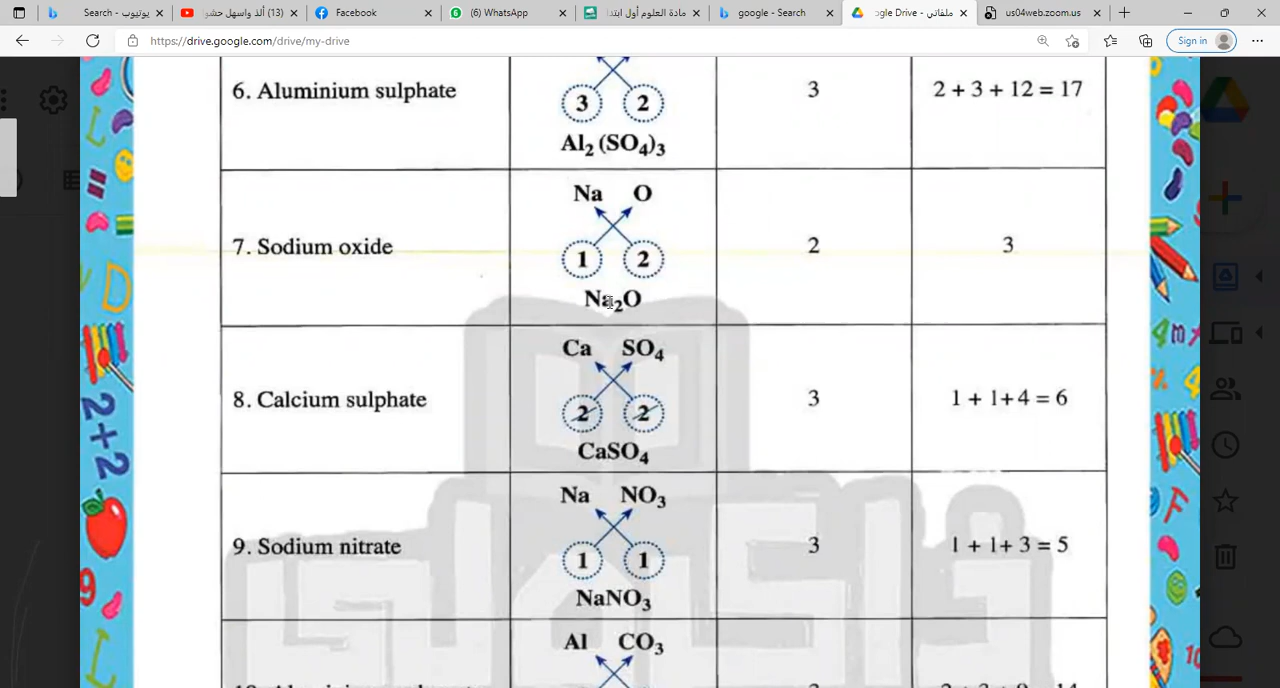 Search - يوتيوب
(13) ألذ واسهل حشو
Facebook
(6) WhatsApp
مادة العلوم أول ابتدا
google - Search
ملفاتي - gle Drive
us04web.zoom.us
https://drive.google.com/drive/my-drive
Sign in
6. Aluminium sulphate
3 2
Al₂ (SO₄)₃
3
2 + 3 + 12 = 17
Na O
7. Sodium oxide
1 2
Na₂O
2
3
Ca SO₄
8. Calcium sulphate
2 2
CaSO₄
3
1 + 1+4 = 6
Na NO₃
9. Sodium nitrate
1 1
NaNO₃
3
1 + 1+ 3 = 5
Al CO₃
2+2